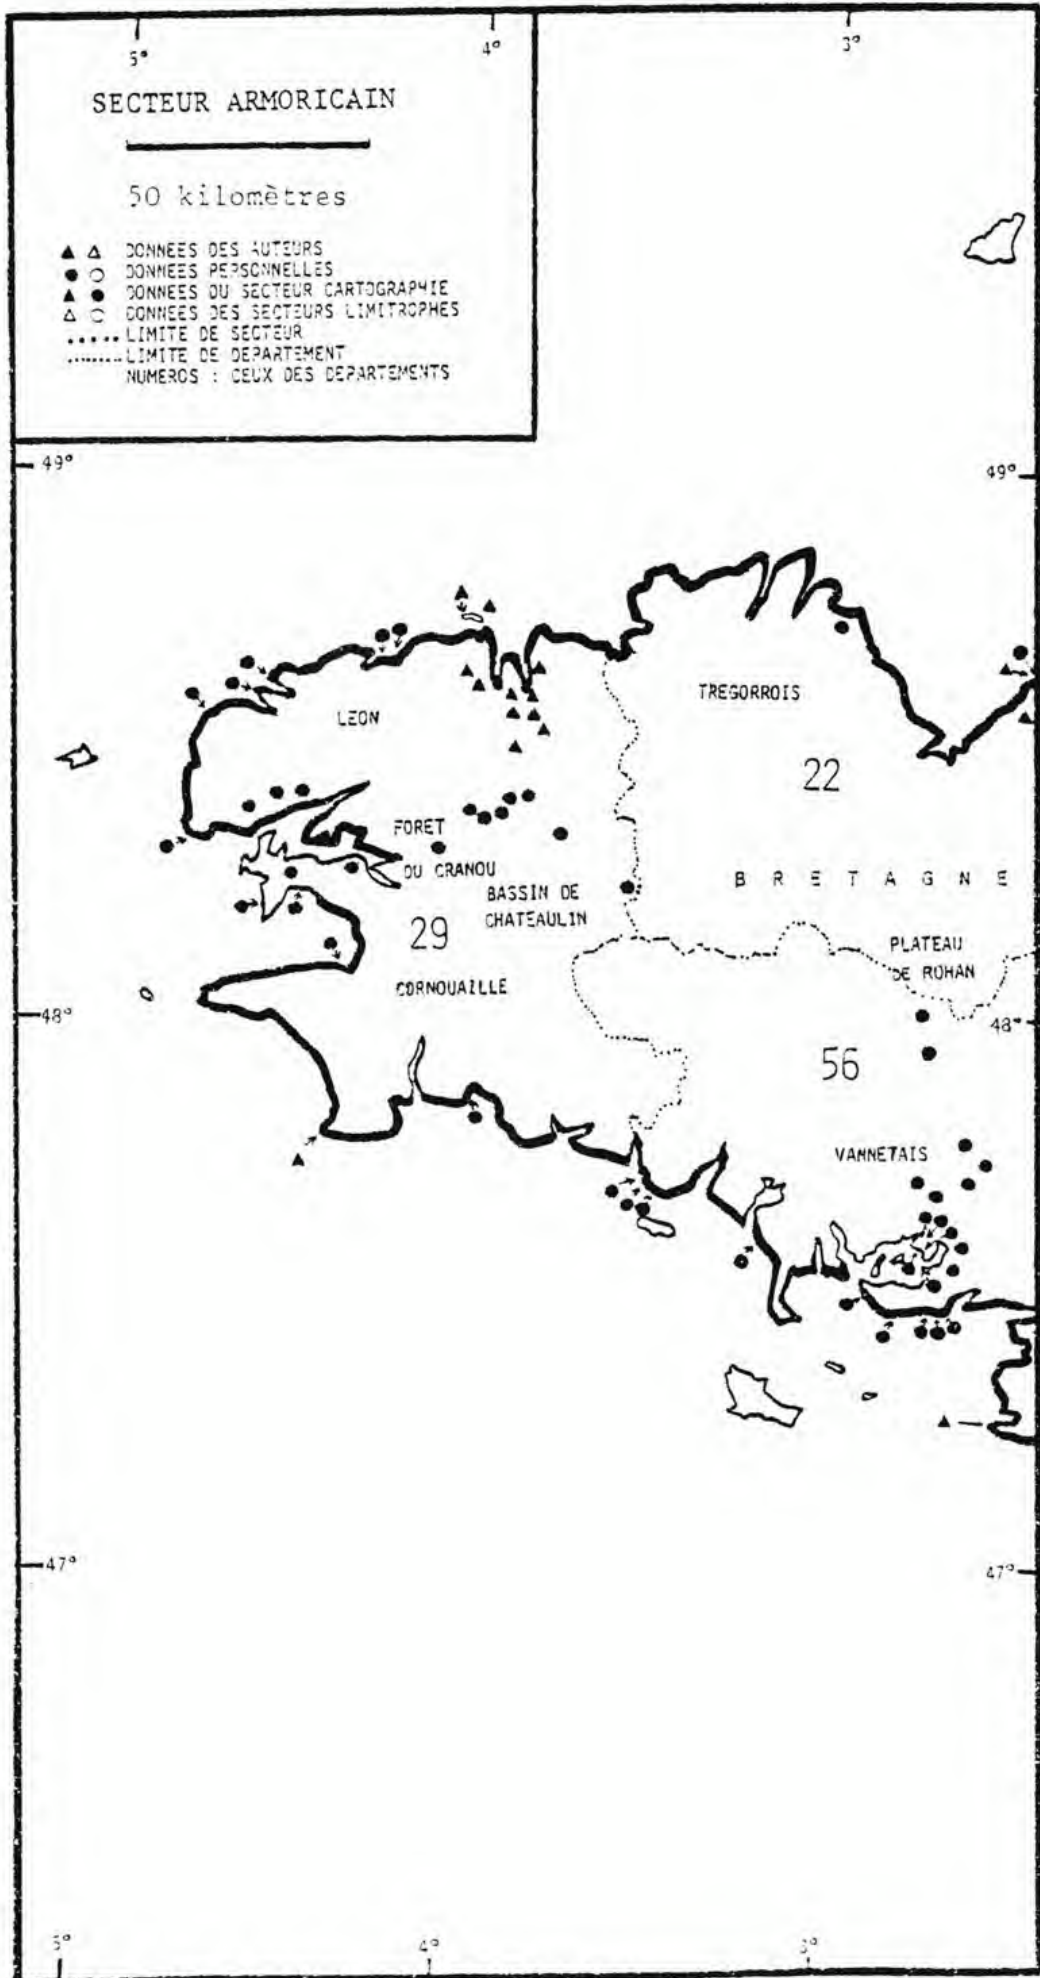 5° 4° 3°
SECTEUR ARMORICAIN
50 kilomètres
DONNEES DES AUTEURS
DONNEES PERSONNELLES
DONNEES DU SECTEUR CARTOGRAPHIE
DONNEES DES SECTEURS LIMITROPHES
LIMITE DE SECTEUR
LIMITE DE DEPARTEMENT
NUMEROS : CEUX DES DEPARTEMENTS
49° 49°
LEON
TREGORROIS
22
FORET
DU CRANOU
BRETAGNE
BASSIN DE
CHATEAULIN
29
PLATEAU
DE ROHAN
CORNOUAILLE
48° 48°
56
VANNETAIS
47° 47°
5° 4° 3°